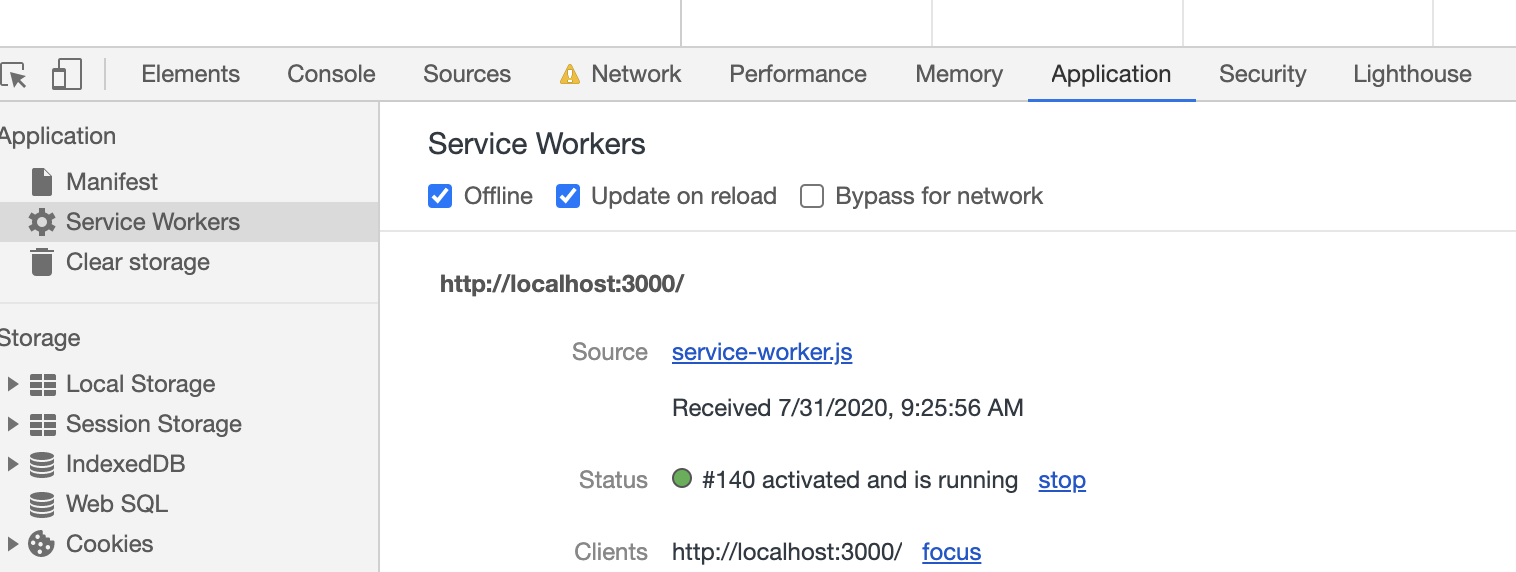 Elements Console Sources Network Performance Memory Application Security Lighthouse
Application
Manifest
Service Workers
Clear storage
Storage
Local Storage
Session Storage
IndexedDB
Web SQL
Cookies
Service Workers
Offline Update on reload Bypass for network
http://localhost:3000/
Source service-worker.js
Received 7/31/2020, 9:25:56 AM
Status #140 activated and is running stop
Clients http://localhost:3000/ focus